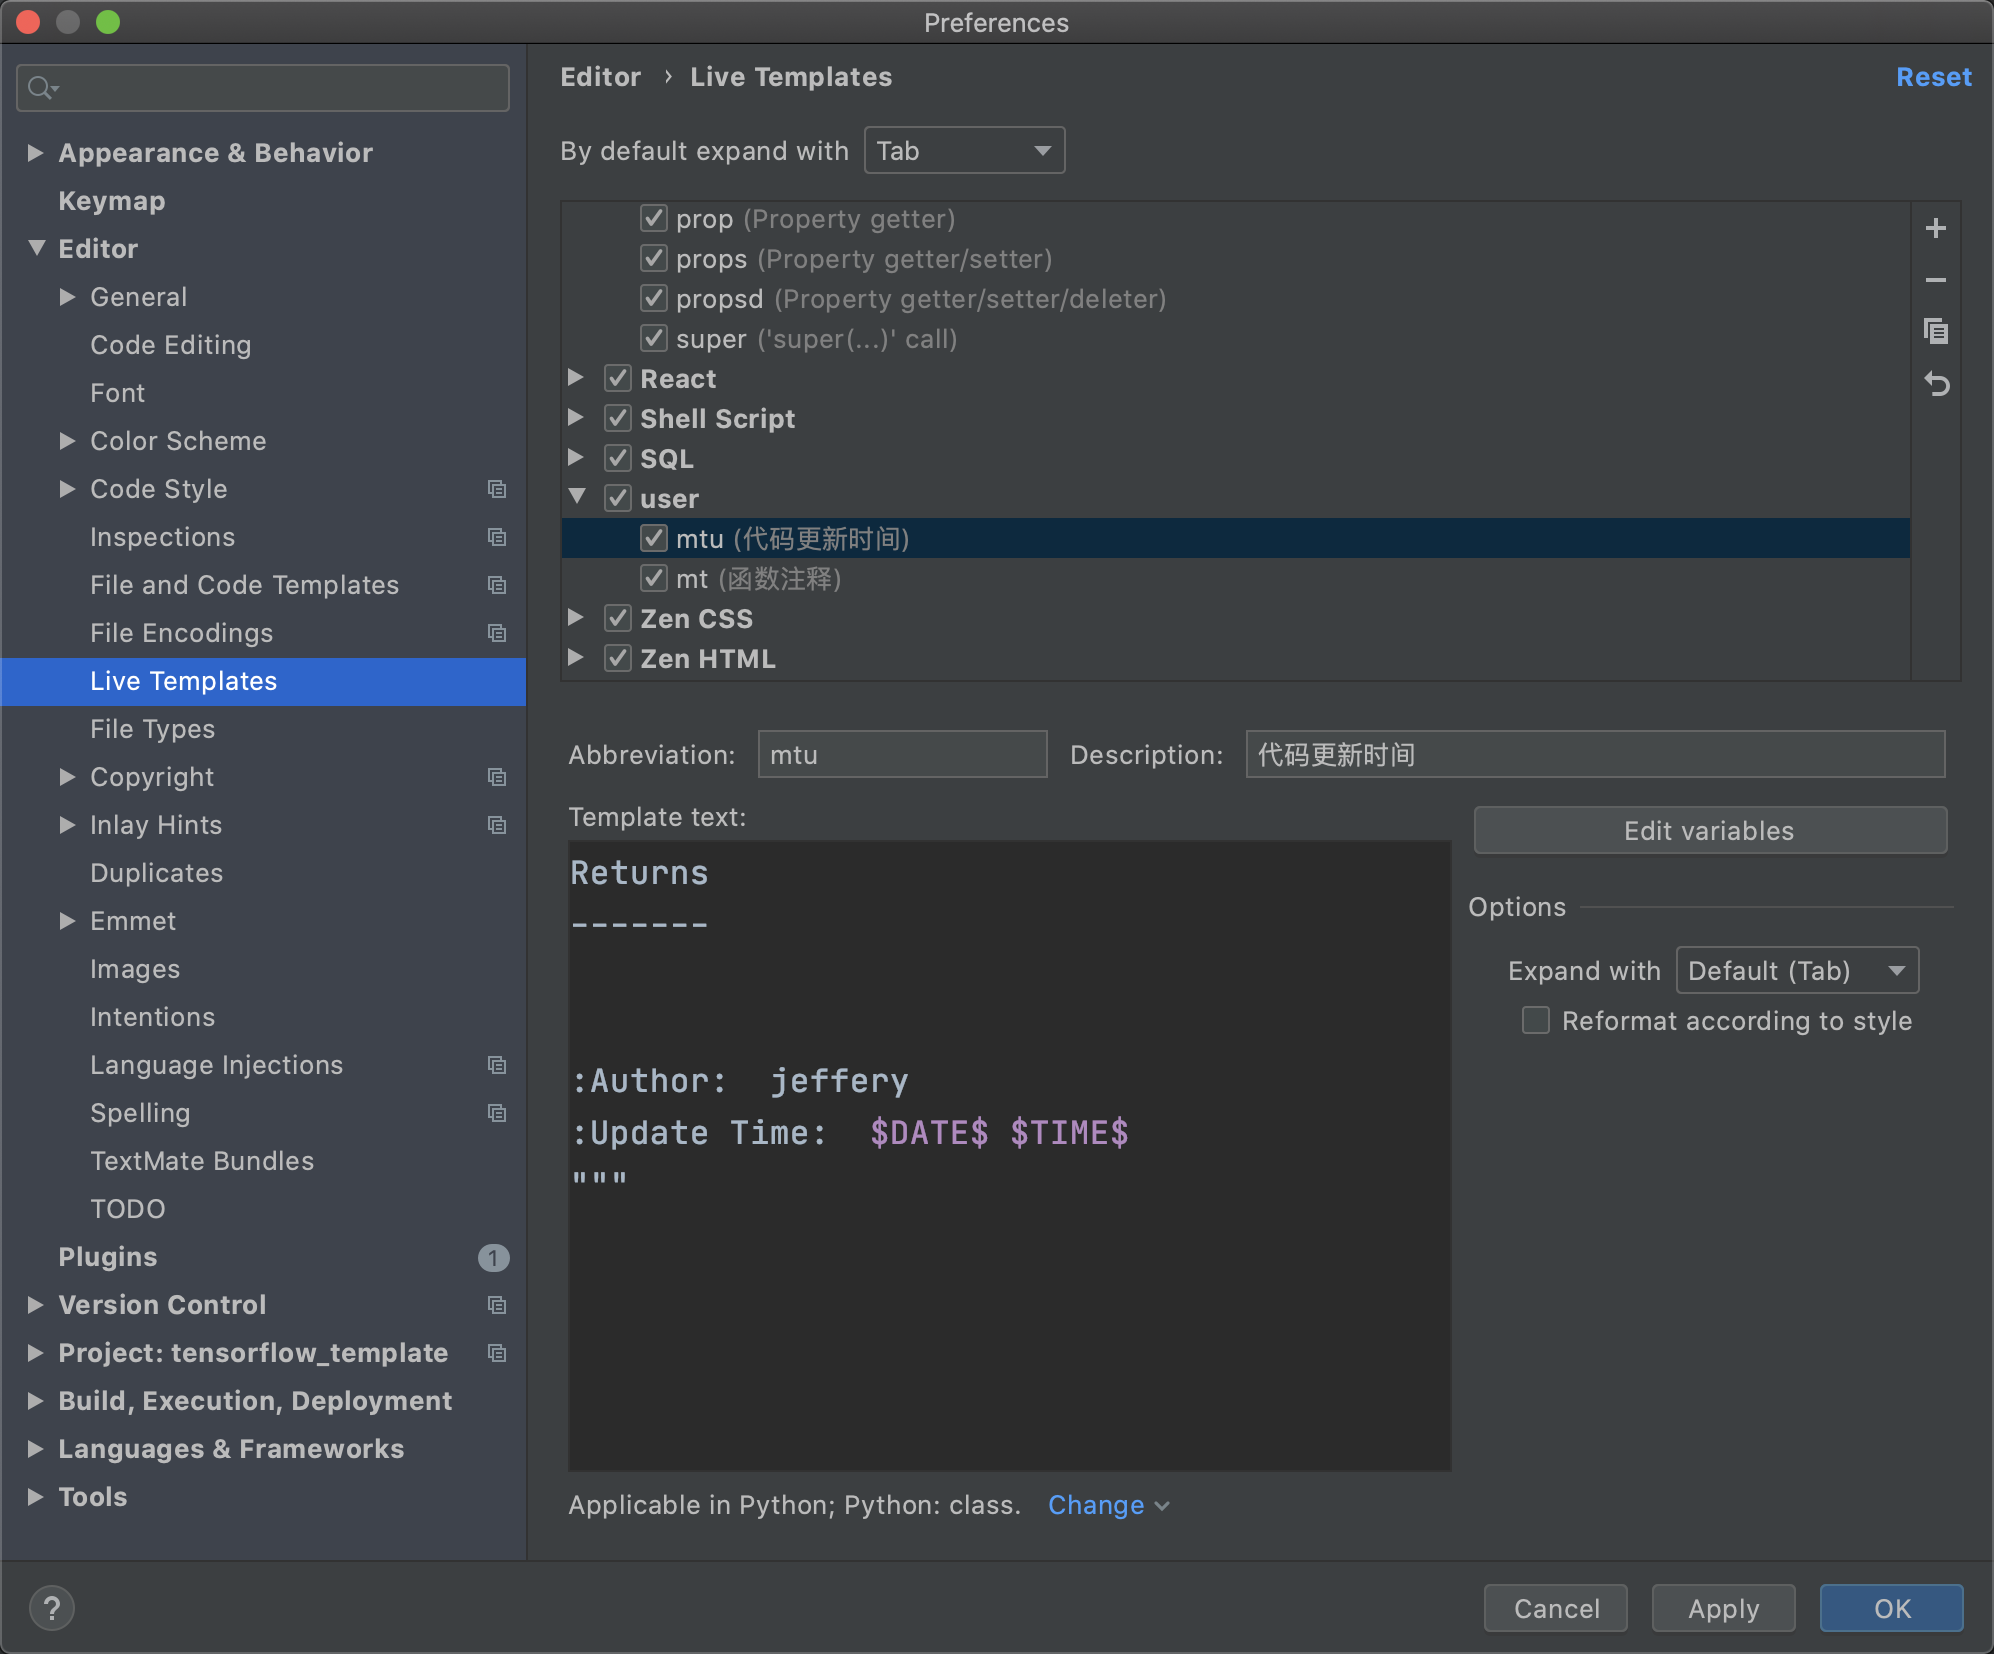 Preferences
Appearance & Behavior
Keymap
Editor
General
Code Editing
Font
Color Scheme
Code Style
Inspections
File and Code Templates
File Encodings
Live Templates
File Types
Copyright
Inlay Hints
Duplicates
Emmet
Images
Intentions
Language Injections
Spelling
TextMate Bundles
TODO
Plugins 1
Version Control
Project: tensorflow_template
Build, Execution, Deployment
Languages & Frameworks
Tools
Editor › Live Templates Reset
By default expand with Tab
prop (Property getter)
props (Property getter/setter)
propsd (Property getter/setter/deleter)
super ('super(...)' call)
React
Shell Script
SQL
user
mtu (代码更新时间)
mt (函数注释)
Zen CSS
Zen HTML
Abbreviation: mtu Description: 代码更新时间
Template text:
Returns
-------
:Author:  jeffery
:Update Time:  $DATE$ $TIME$
"""
Edit variables
Options
Expand with Default (Tab)
Reformat according to style
Applicable in Python; Python: class. Change
? Cancel Apply OK